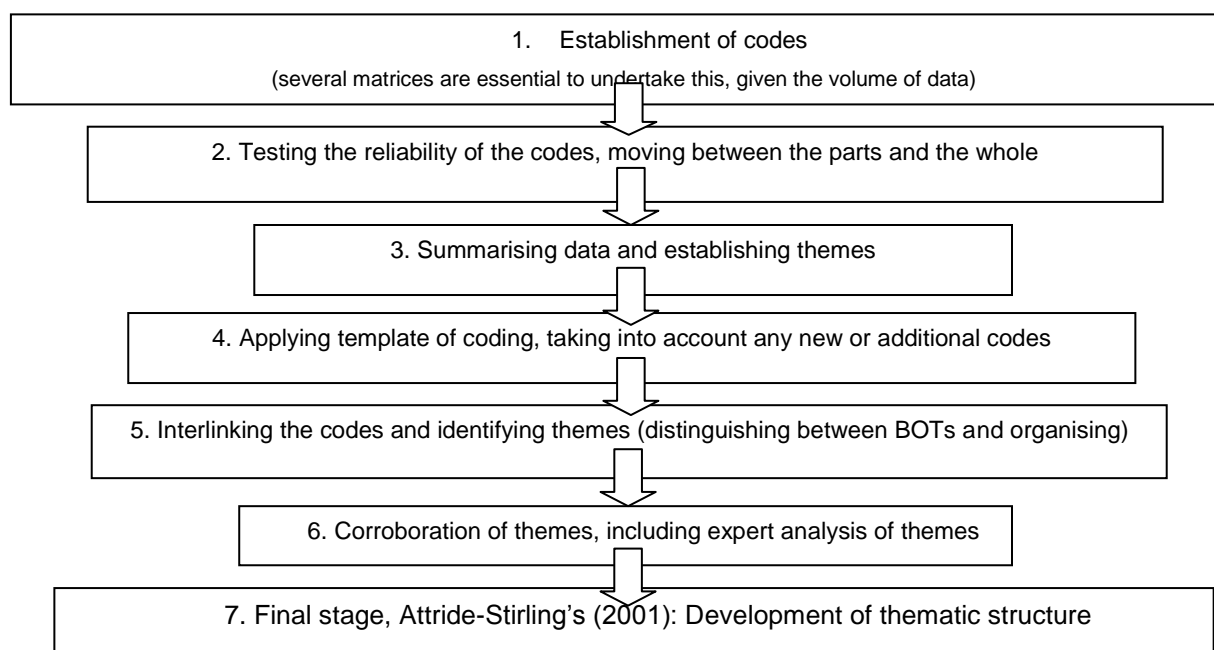 1. Establishment of codes
(several matrices are essential to undertake this, given the volume of data)
2. Testing the reliability of the codes, moving between the parts and the whole
3. Summarising data and establishing themes
4. Applying template of coding, taking into account any new or additional codes
5. Interlinking the codes and identifying themes (distinguishing between BOTs and organising)
6. Corroboration of themes, including expert analysis of themes
7. Final stage, Attride-Stirling’s (2001): Development of thematic structure